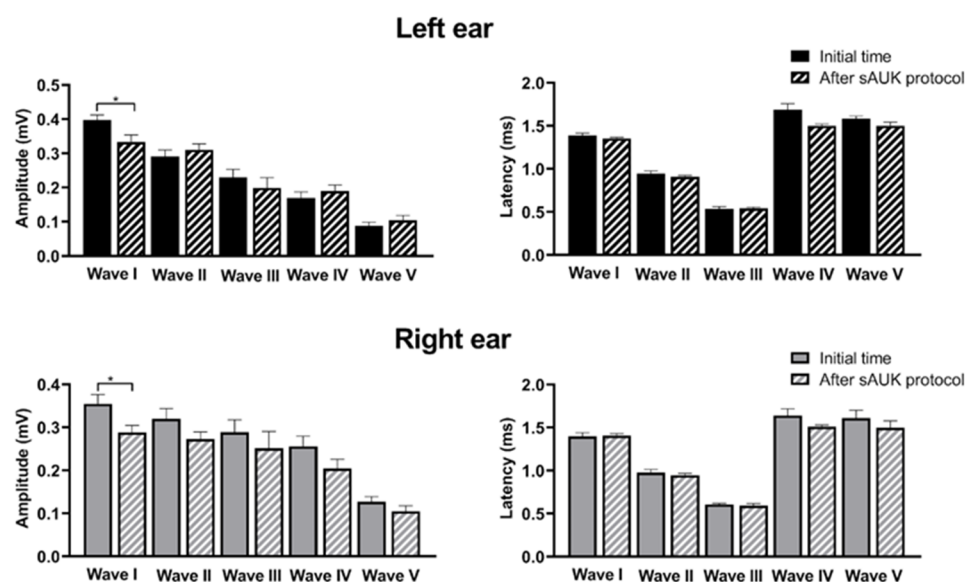 Left ear
Initial time
After sAUK protocol
Amplitude (mV)
0.5
0.4
0.3
0.2
0.1
0.0
*
Wave I Wave II Wave III Wave IV Wave V
Latency (ms)
2.0
1.5
1.0
0.5
0.0
Wave I Wave II Wave III Wave IV Wave V
Right ear
Initial time
After sAUK protocol
Amplitude (mV)
0.4
0.3
0.2
0.1
0.0
*
Wave I Wave II Wave III Wave IV Wave V
Latency (ms)
2.0
1.5
1.0
0.5
0.0
Wave I Wave II Wave III Wave IV Wave V